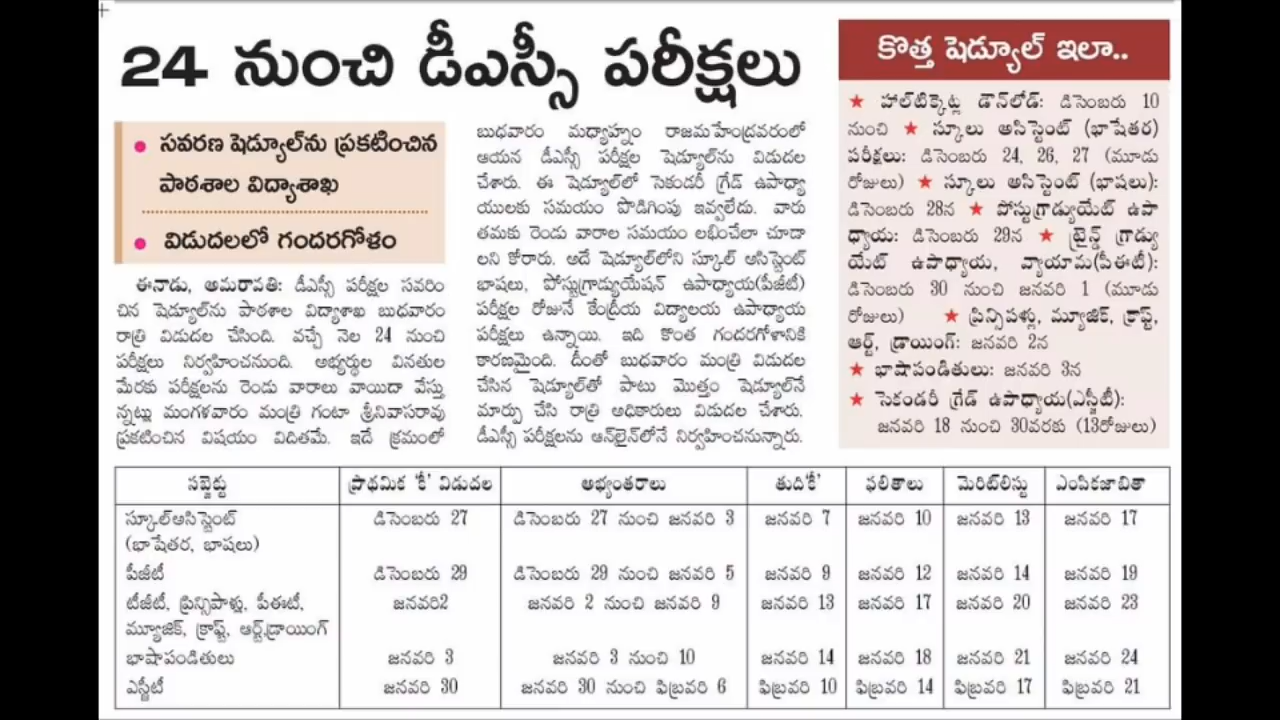 24 నుంచి డీఎస్సీ పరీక్షలు
● సవరణ షెడ్యూల్‌ను ప్రకటించిన
పాఠశాల విద్యాశాఖ
● విడుదలలో గందరగోళం
ఈనాడు, అమరావతి: డీఎస్సీ పరీక్షల సవరిం
చిన షెడ్యూల్‌ను పాఠశాల విద్యాశాఖ బుధవారం
రాత్రి విడుదల చేసింది. వచ్చే నెల 24 నుంచి
పరీక్షలు నిర్వహించనుంది. అభ్యర్థుల వినతుల
మేరకు పరీక్షలను రెండు వారాలు వాయిదా వేస్తు
న్నట్లు మంగళవారం మంత్రి గంటా శ్రీనివాసరావు
ప్రకటించిన విషయం విదితమే. ఇదే క్రమంలో
బుధవారం మధ్యాహ్నం రాజమహేంద్రవరంలో
ఆయన డీఎస్సీ పరీక్షల షెడ్యూల్‌ను విడుదల
చేశారు. ఈ షెడ్యూల్‌లో సెకండరీ గ్రేడ్ ఉపాధ్యా
యులకు సమయం పొడిగింపు ఇవ్వలేదు. వారు
తమకు రెండు వారాల సమయం లభించేలా చూడా
లని కోరారు. అదే షెడ్యూల్‌లోని స్కూల్ అసిస్టెంట్
భాషలు, పోస్టుగ్రాడ్యుయేషన్ ఉపాధ్యాయ(పీజీటీ)
పరీక్షల రోజునే కేంద్రీయ విద్యాలయ ఉపాధ్యాయ
పరీక్షలు ఉన్నాయి. ఇది కొంత గందరగోళానికి
కారణమైంది. దీంతో బుధవారం మంత్రి విడుదల
చేసిన షెడ్యూల్‌తో పాటు మొత్తం షెడ్యూల్‌నే
మార్పు చేసి రాత్రి అధికారులు విడుదల చేశారు.
డీఎస్సీ పరీక్షలను ఆన్‌లైన్‌లోనే నిర్వహించనున్నారు.
కొత్త షెడ్యూల్ ఇలా..
★ హాల్‌టిక్కెట్ల డౌన్‌లోడ్: డిసెంబరు 10
నుంచి ★ స్కూలు అసిస్టెంట్ (భాషేతర)
పరీక్షలు: డిసెంబరు 24, 26, 27 (మూడు
రోజులు) ★ స్కూలు అసిస్టెంట్ (భాషలు):
డిసెంబరు 28న ★ పోస్టుగ్రాడ్యుయేట్ ఉపా
ధ్యాయ: డిసెంబరు 29న ★ ట్రైన్డ్ గ్రాడ్యు
యేట్ ఉపాధ్యాయ, వ్యాయామ(పీఈటీ):
డిసెంబరు 30 నుంచి జనవరి 1 (మూడు
రోజులు) ★ ప్రిన్సిపళ్లు, మ్యూజిక్, క్రాఫ్ట్,
ఆర్ట్, డ్రాయింగ్: జనవరి 2న
★ భాషాపండితులు: జనవరి 3న
★ సెకండరీ గ్రేడ్ ఉపాధ్యాయ(ఎస్జీటీ):
జనవరి 18 నుంచి 30వరకు (13రోజులు)
సబ్జెక్టు ప్రాథమిక 'కీ' విడుదల అభ్యంతరాలు తుది'కీ' ఫలితాలు మెరిట్‌లిస్టు ఎంపికజాబితా
స్కూల్‌అసిస్టెంట్ డిసెంబరు 27 డిసెంబరు 27 నుంచి జనవరి 3 జనవరి 7 జనవరి 10 జనవరి 13 జనవరి 17
(భాషేతర, భాషలు)
పీజీటీ డిసెంబరు 29 డిసెంబరు 29 నుంచి జనవరి 5 జనవరి 9 జనవరి 12 జనవరి 14 జనవరి 19
టీజీటీ, ప్రిన్సిపాళ్లు, పీఈటీ, జనవరి2 జనవరి 2 నుంచి జనవరి 9 జనవరి 13 జనవరి 17 జనవరి 20 జనవరి 23
మ్యూజిక్, క్రాఫ్ట్, ఆర్ట్‌డ్రాయింగ్
భాషాపండితులు జనవరి 3 జనవరి 3 నుంచి 10 జనవరి 14 జనవరి 18 జనవరి 21 జనవరి 24
ఎస్జీటీ జనవరి 30 జనవరి 30 నుంచి ఫిబ్రవరి 6 ఫిబ్రవరి 10 ఫిబ్రవరి 14 ఫిబ్రవరి 17 ఫిబ్రవరి 21